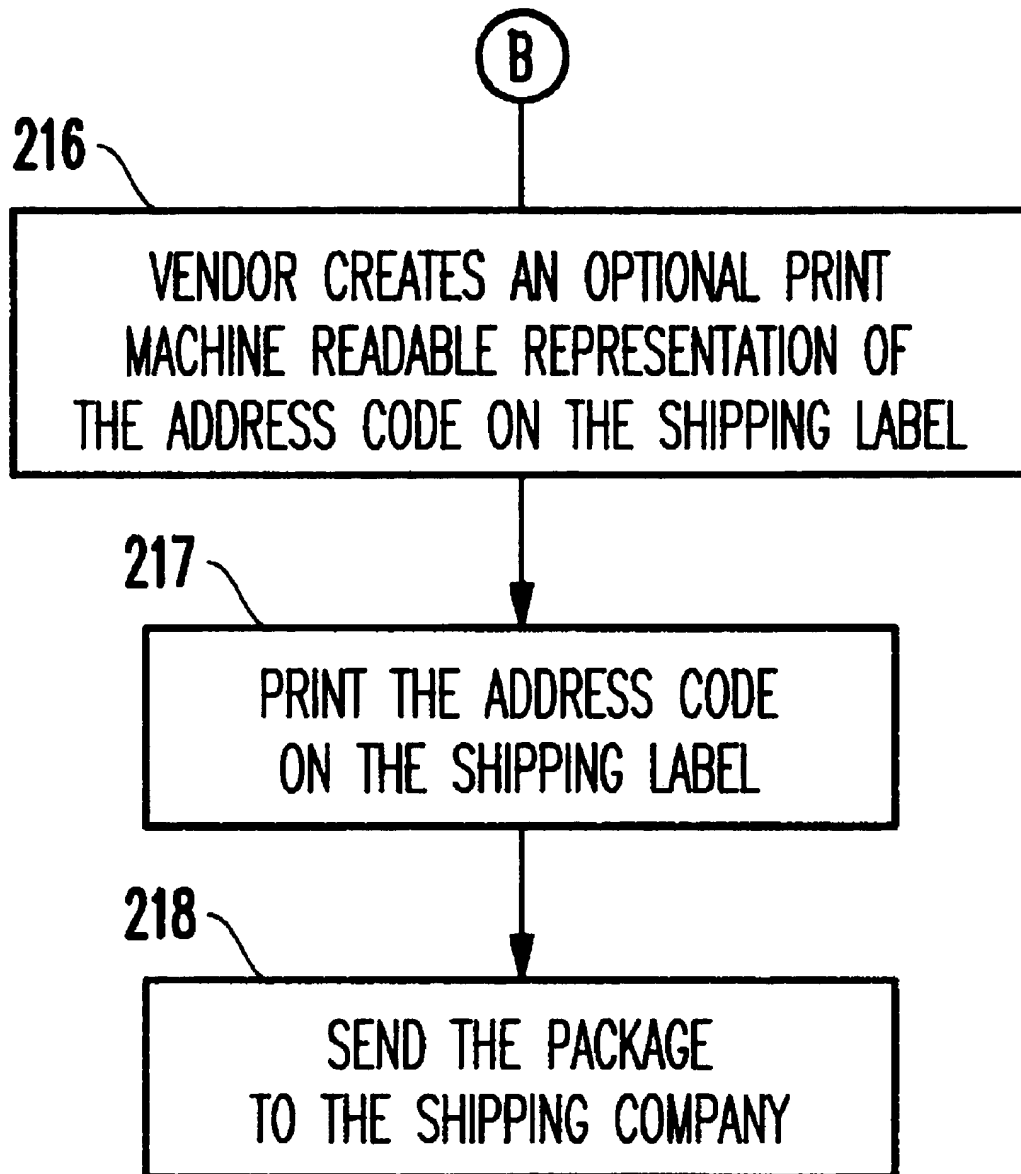 B
216
VENDOR CREATES AN OPTIONAL PRINT
MACHINE READABLE REPRESENTATION OF
THE ADDRESS CODE ON THE SHIPPING LABEL
217
PRINT THE ADDRESS CODE
ON THE SHIPPING LABEL
218
SEND THE PACKAGE
TO THE SHIPPING COMPANY